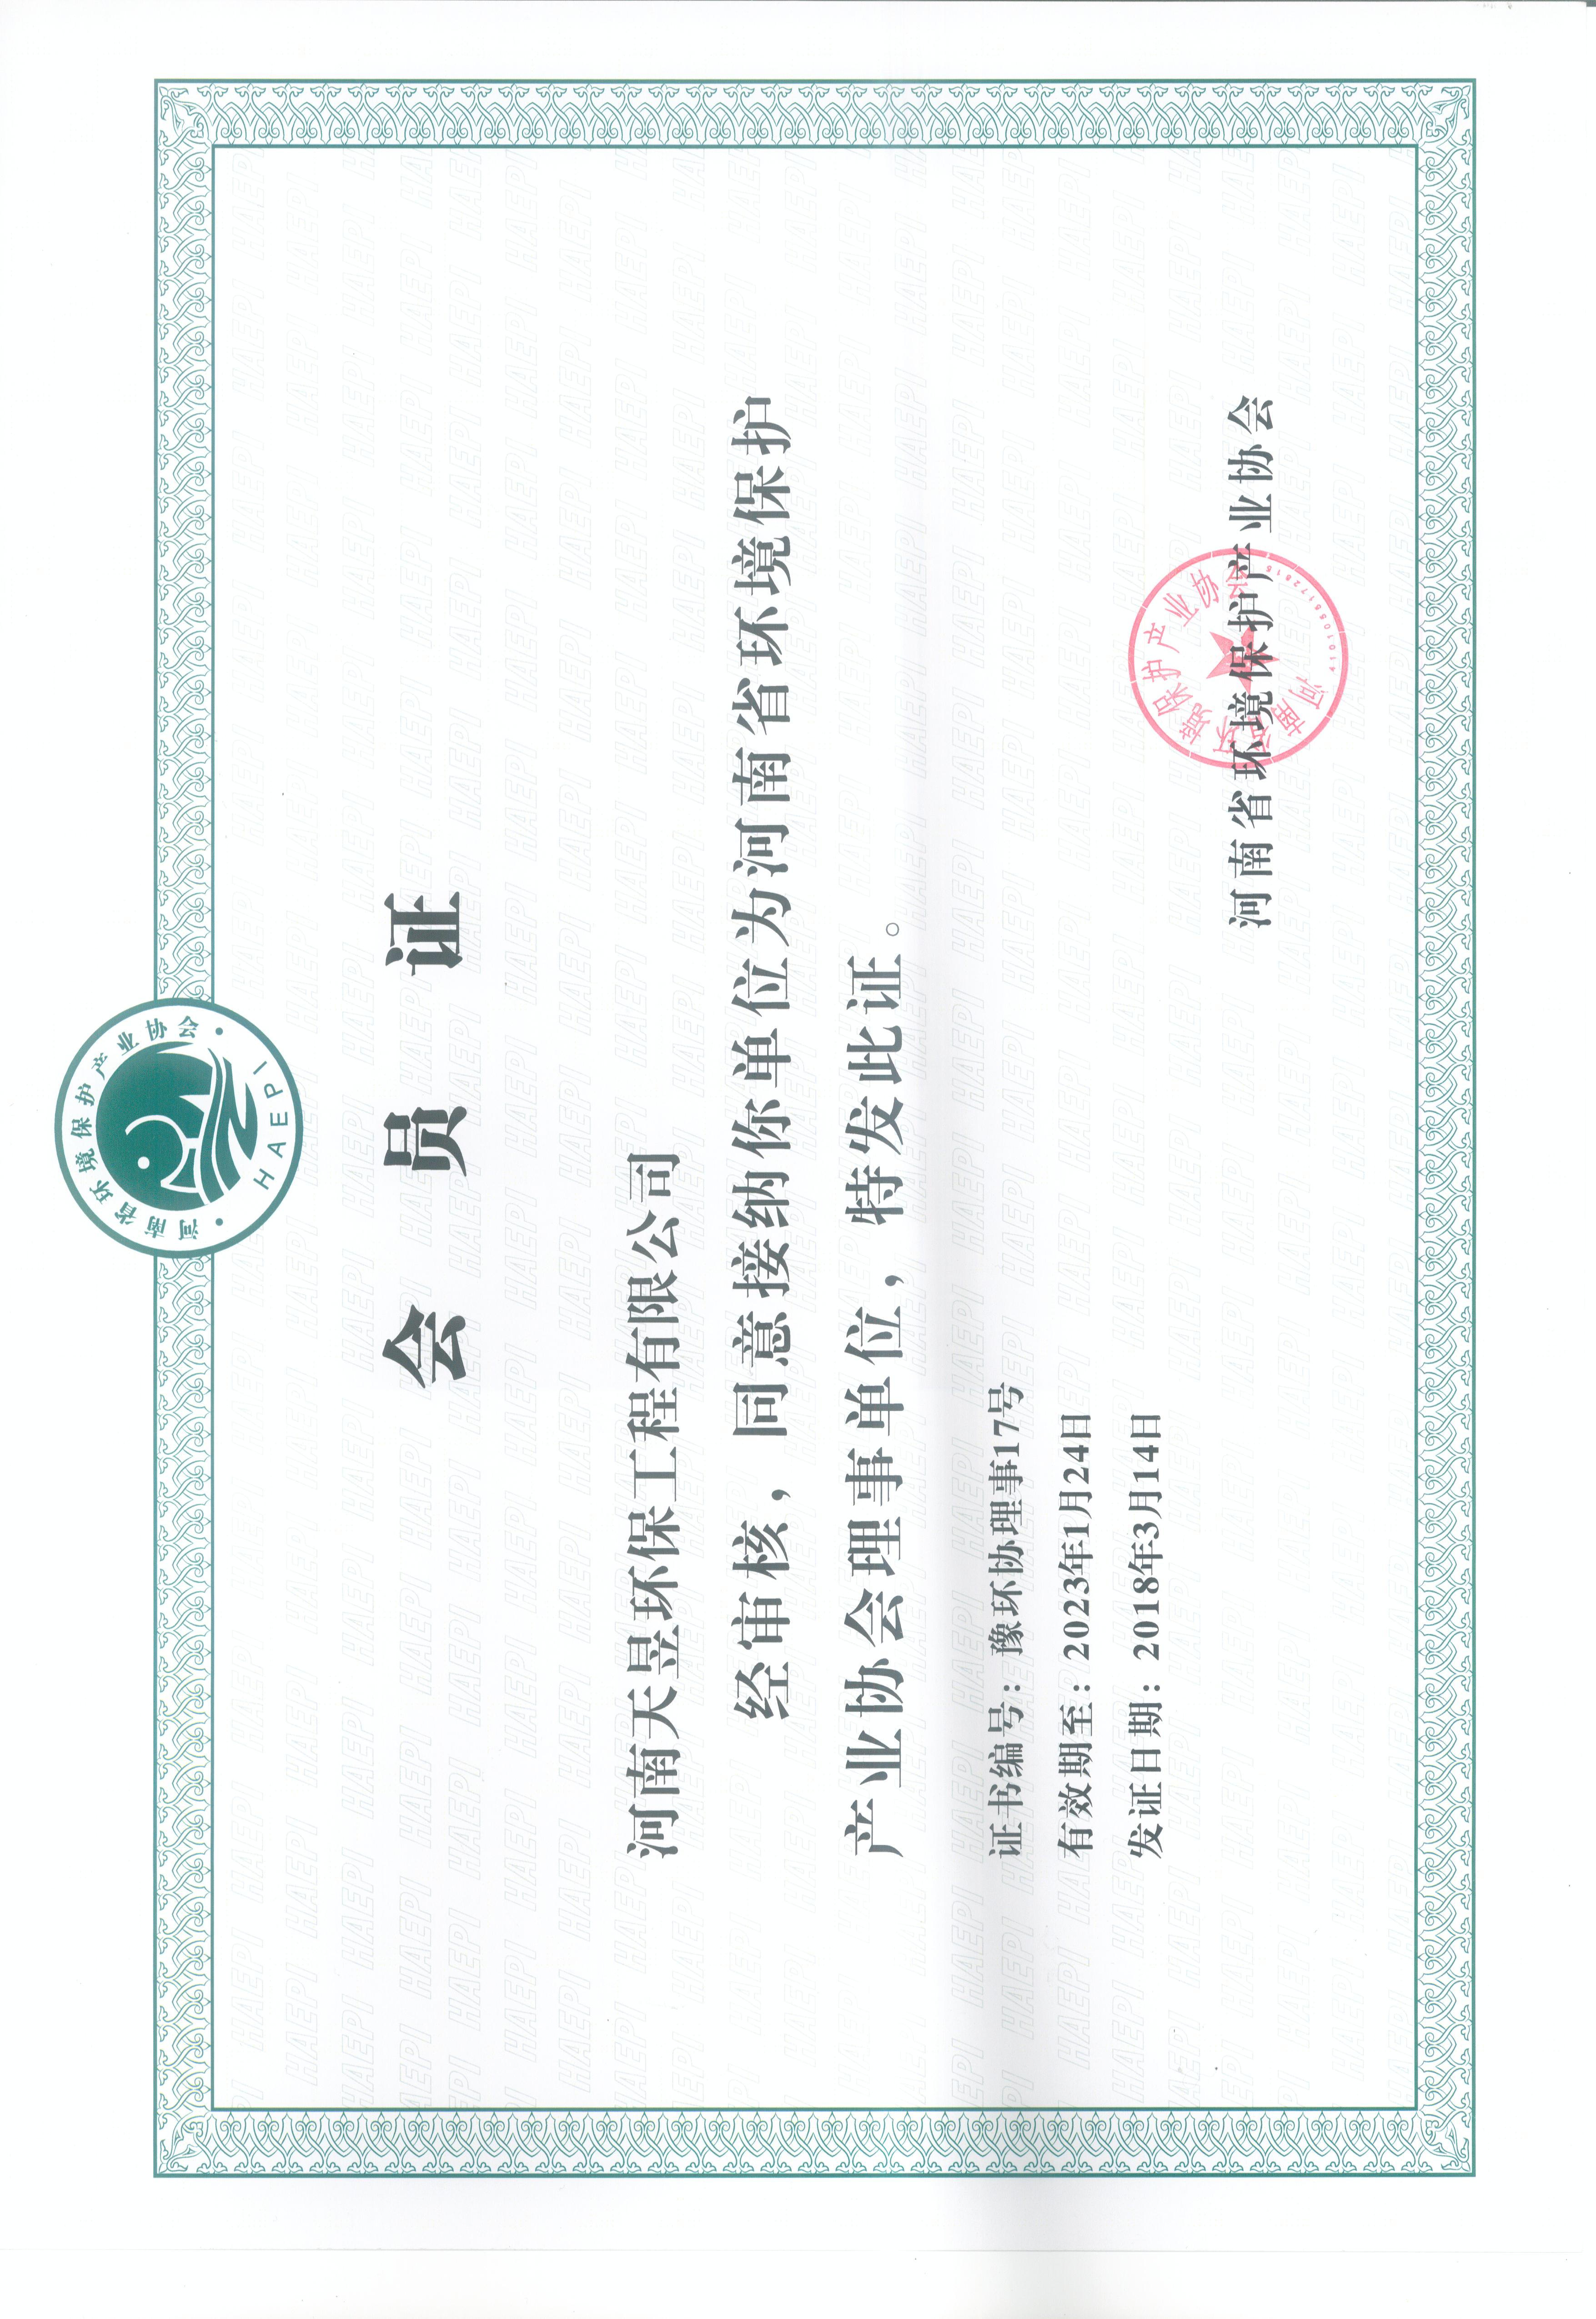 河南省环境保护产业协会
HAEPI
会员证
河南天昱环保工程有限公司
经审核，同意接纳你单位为河南省环境保护
产业协会理事单位，特发此证。
证书编号：豫环协理事17号
有效期至：2023年1月24日
发证日期：2018年3月14日
河南省环境保护产业协会
河南省环境保护产业协会